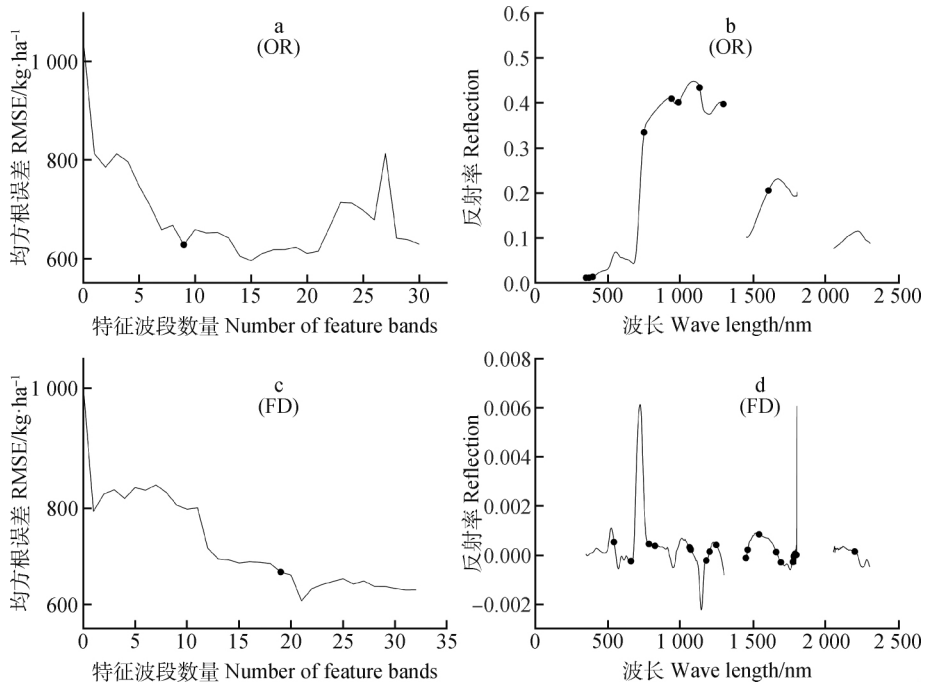 a
(OR)
均方根误差 RMSE/kg·ha⁻¹
1 000
800
600
0 5 10 15 20 25 30
特征波段数量 Number of feature bands
b
(OR)
反射率 Reflection
0.6
0.5
0.4
0.3
0.2
0.1
0.0
0 500 1 000 1 500 2 000 2 500
波长 Wave length/nm
c
(FD)
均方根误差 RMSE/kg·ha⁻¹
1 000
800
600
0 5 10 15 20 25 30 35
特征波段数量 Number of feature bands
d
(FD)
反射率 Reflection
0.008
0.006
0.004
0.002
0.000
−0.002
0 500 1 000 1 500 2 000 2 500
波长 Wave length/nm